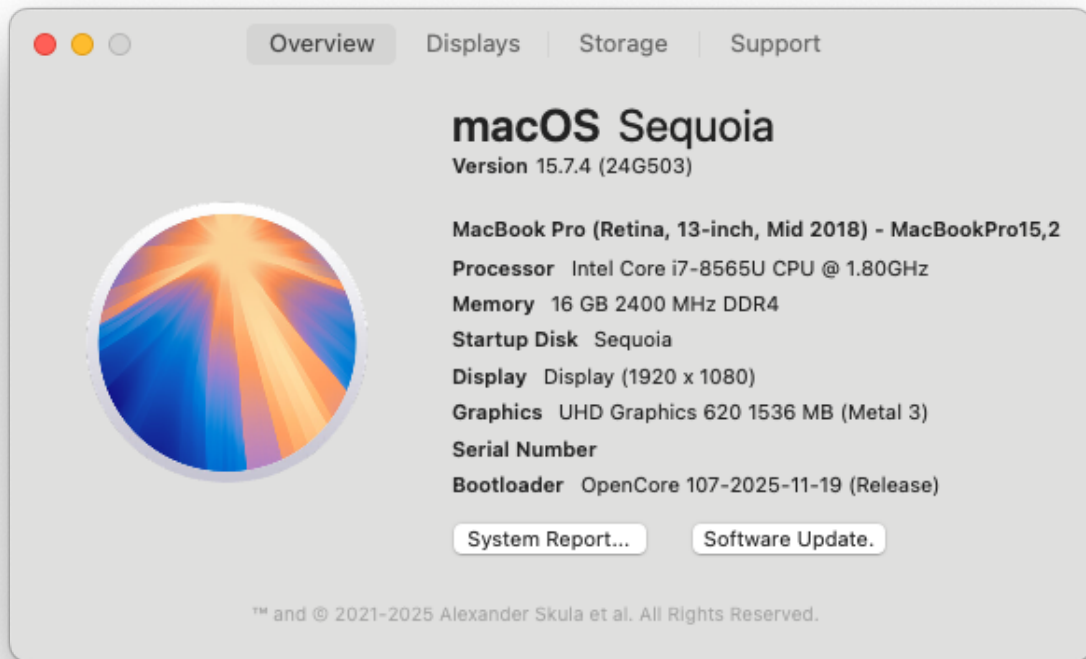 Overview Displays Storage Support
macOS Sequoia
Version 15.7.4 (24G503)
MacBook Pro (Retina, 13-inch, Mid 2018) - MacBookPro15,2
Processor Intel Core i7-8565U CPU @ 1.80GHz
Memory 16 GB 2400 MHz DDR4
Startup Disk Sequoia
Display Display (1920 x 1080)
Graphics UHD Graphics 620 1536 MB (Metal 3)
Serial Number
Bootloader OpenCore 107-2025-11-19 (Release)
System Report... Software Update.
™ and © 2021-2025 Alexander Skula et al. All Rights Reserved.